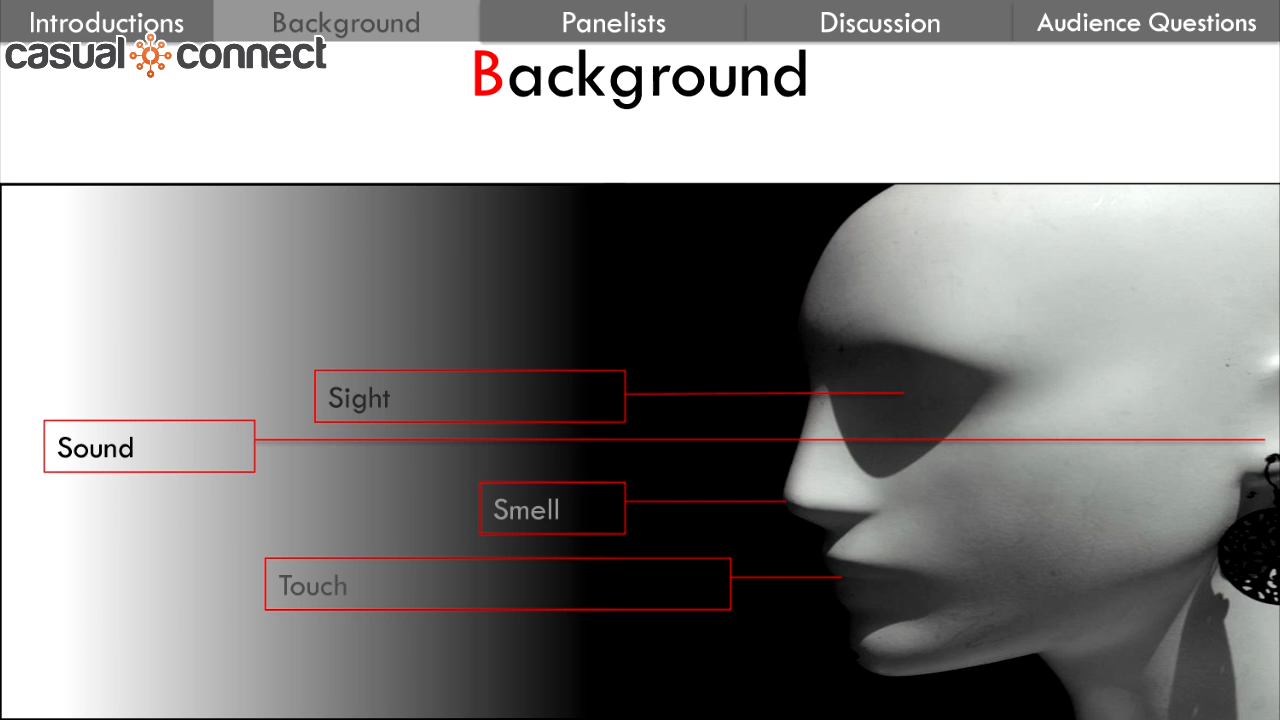 Introductions
Background
Panelists
Discussion
Audience Questions
casual connect
Background
Sight
Sound
Smell
Touch